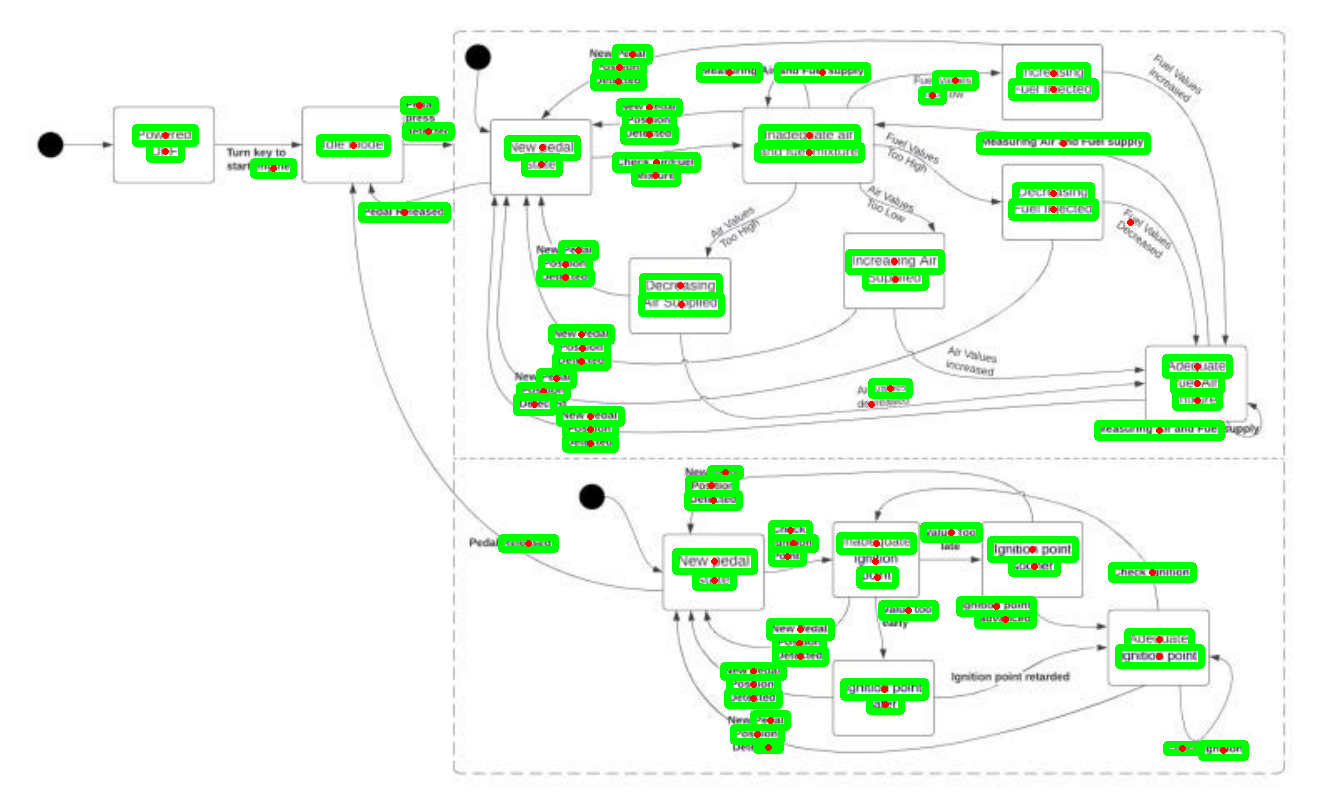 Powered
OFF
Turn key to
start engine
Idle mode
Pedal
press
detected
Pedal Released
New Pedal
Position
Detected
New pedal
state
New Pedal
Position
Detected
Check Air/Fuel
Mixture
Measuring Air and Fuel supply
Inadequate air
and fuel mixture
Fuel Values
Too Low
Increasing
Fuel Injected
Fuel Values
Increased
Measuring Air and Fuel supply
Fuel Values
Too High
Decreasing
Fuel Injected
Fuel Values
Decreased
Air Values
Too Low
Air Values
Too High
Increasing Air
Supplied
Decreasing
Air Supplied
New Pedal
Position
Detected
New Pedal
Position
Detected
New Pedal
Position
Detected
New Pedal
Position
Detected
Air Values
increased
Air values
decreased
Adequate
Fuel Air
mixture
Measuring Air and Fuel supply
New Pedal
Position
Detected
Pedal released
New pedal
state
Check
Ignition
Point
Inadequate
ignition
point
Value Too
late
Ignition point
sooner
Check Ignition
Ignition point
advanced
Value too
early
New Pedal
Position
Detected
Adequate
ignition point
New Pedal
Position
Detected
Ignition point
later
Ignition point retarded
New Pedal
Position
Detected
Ignition